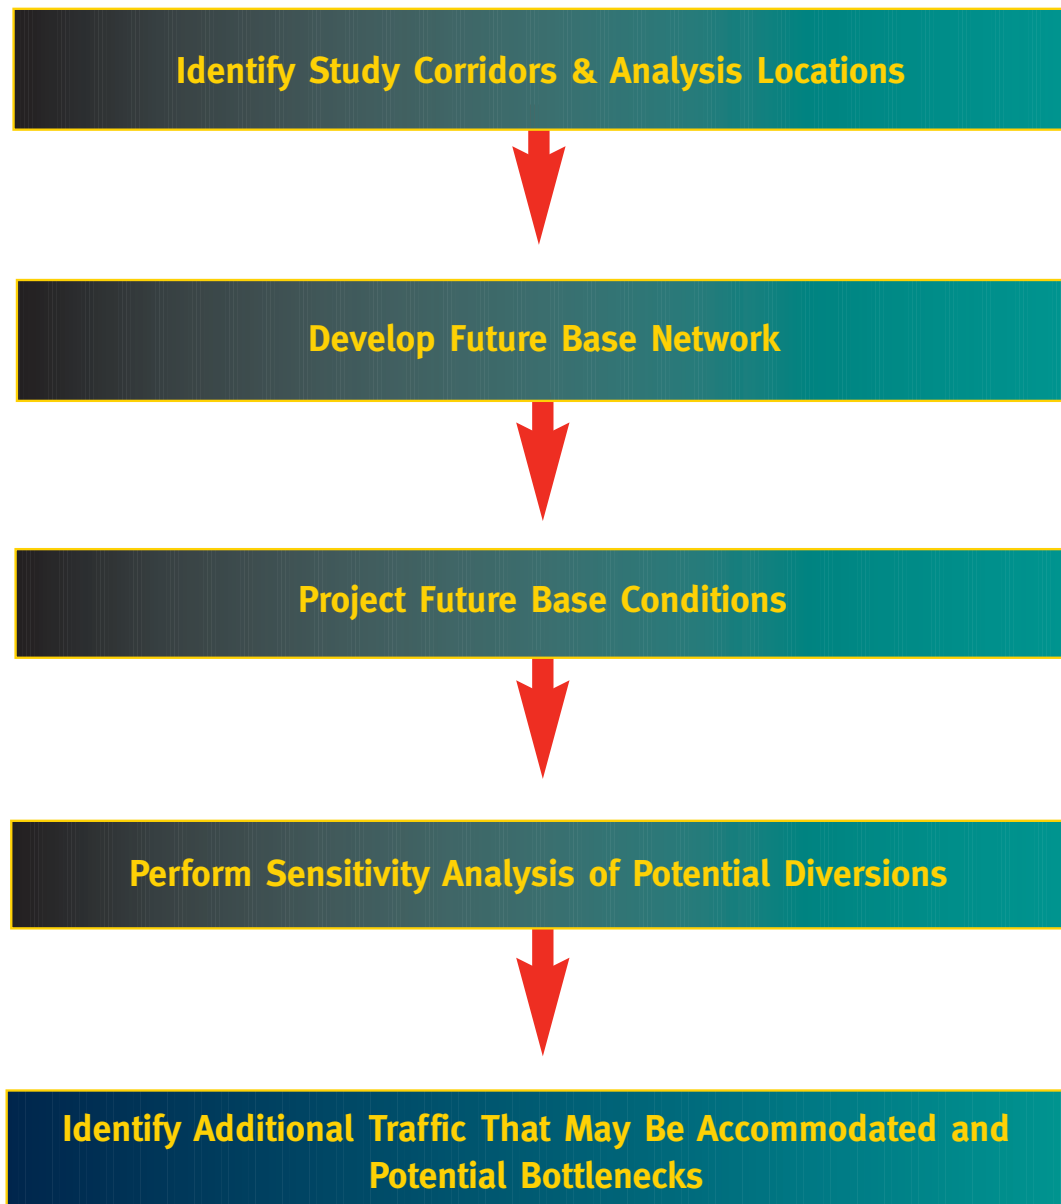 Identify Study Corridors & Analysis Locations
Develop Future Base Network
Project Future Base Conditions
Perform Sensitivity Analysis of Potential Diversions
Identify Additional Traffic That May Be Accommodated and
Potential Bottlenecks